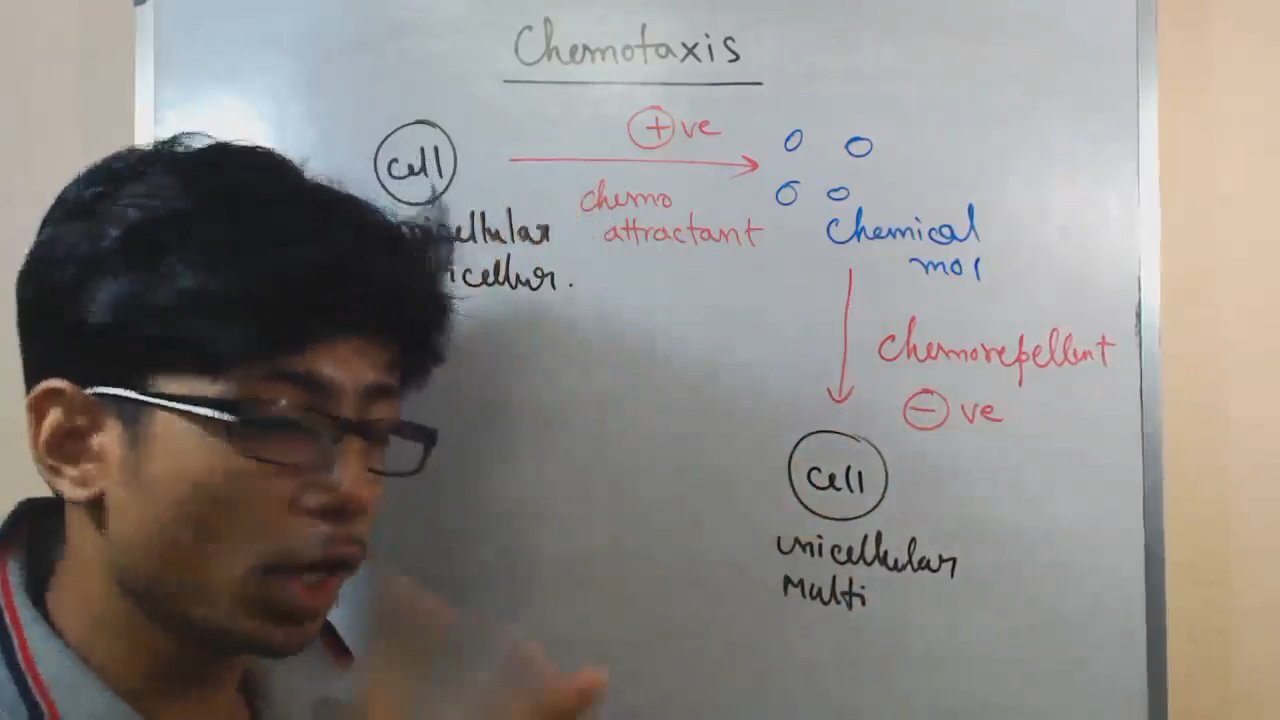 Chemotaxis
cell
+ ve
chemo
attractant
chemical
mol
chemorepellent
- ve
cell
unicellular
Multi